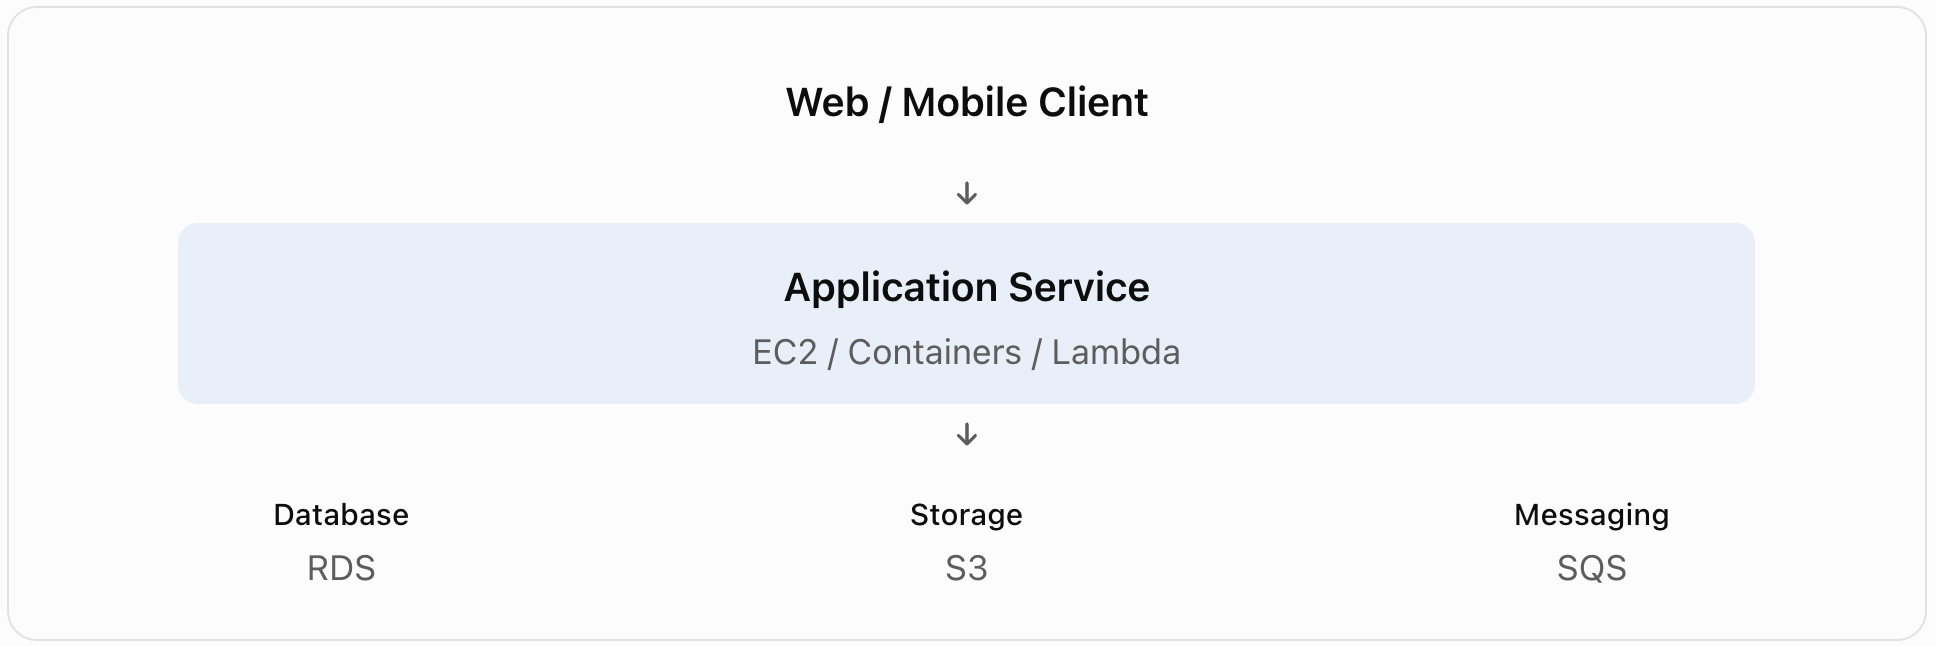 Web / Mobile Client
Application Service
EC2 / Containers / Lambda
Database
RDS
Storage
S3
Messaging
SQS